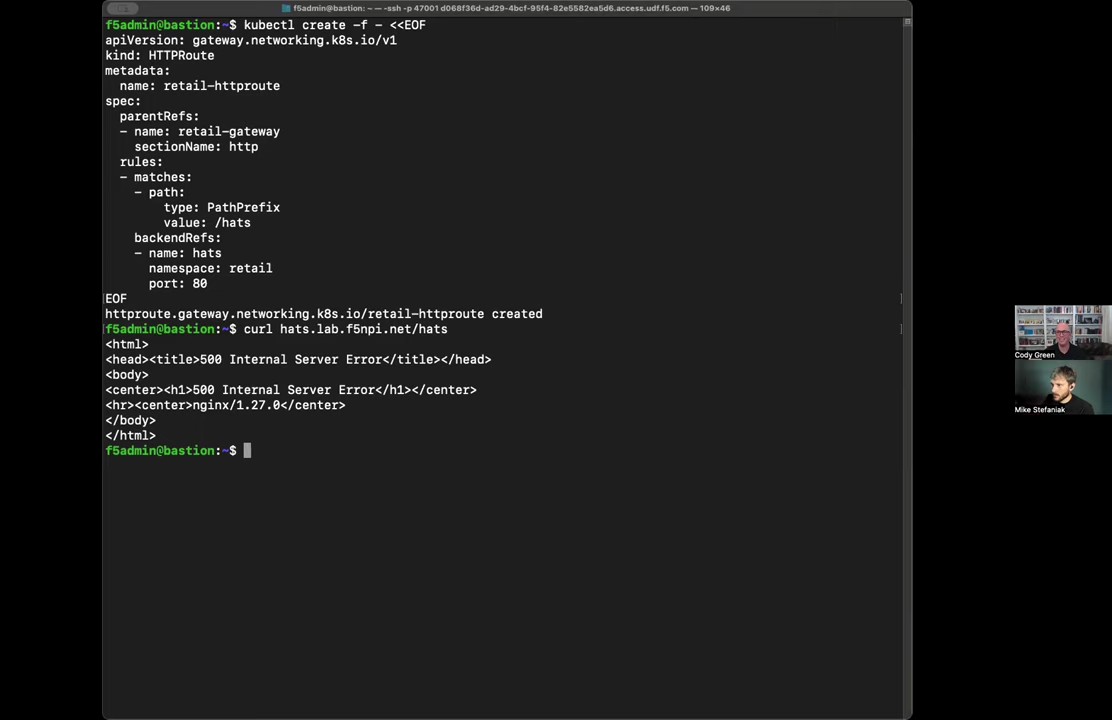 f5admin@bastion: ~ — -ssh -p 47001 d068f36d-ad29-4bcf-95f4-82e5582ea5d6.access.udf.f5.com — 109×46
f5admin@bastion:~$ kubectl create -f - <<EOF
apiVersion: gateway.networking.k8s.io/v1
kind: HTTPRoute
metadata:
  name: retail-httproute
spec:
  parentRefs:
  - name: retail-gateway
    sectionName: http
  rules:
  - matches:
    - path:
        type: PathPrefix
        value: /hats
    backendRefs:
    - name: hats
      namespace: retail
      port: 80
EOF
httproute.gateway.networking.k8s.io/retail-httproute created
f5admin@bastion:~$ curl hats.lab.f5npi.net/hats
<html>
<head><title>500 Internal Server Error</title></head>
<body>
<center><h1>500 Internal Server Error</h1></center>
<hr><center>nginx/1.27.0</center>
</body>
</html>
f5admin@bastion:~$
Cody Green
Mike Stefaniak